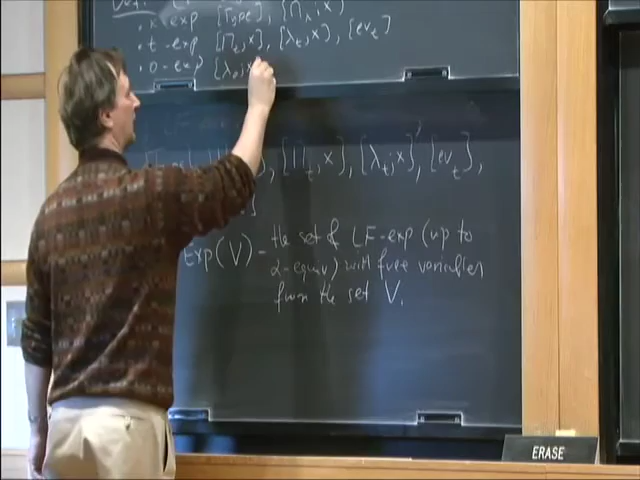 Def. · k-exp [Type], [Π_k; x]
· t-exp [Π_t; x], [λ_t; x], [ev_t]
· o-exp [λ_o; x]
, [Π_t; x], [λ_t; x], [ev_t],
Exp(V) - the set of LF-exp (up to
α-equiv) with free variables
from the set V.
ERASE